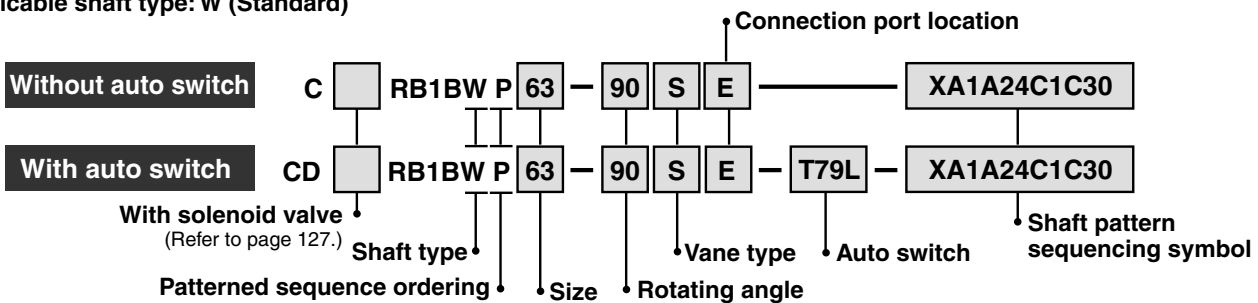 icable shaft type: W (Standard)
Connection port location
Without auto switch C RB1BW P 63 — 90 S E — XA1A24C1C30
With auto switch CD RB1BW P 63 — 90 S E — T79L — XA1A24C1C30
With solenoid valve
(Refer to page 127.)
Shaft type
Vane type
Auto switch
Shaft pattern
sequencing symbol
Patterned sequence ordering
Size
Rotating angle